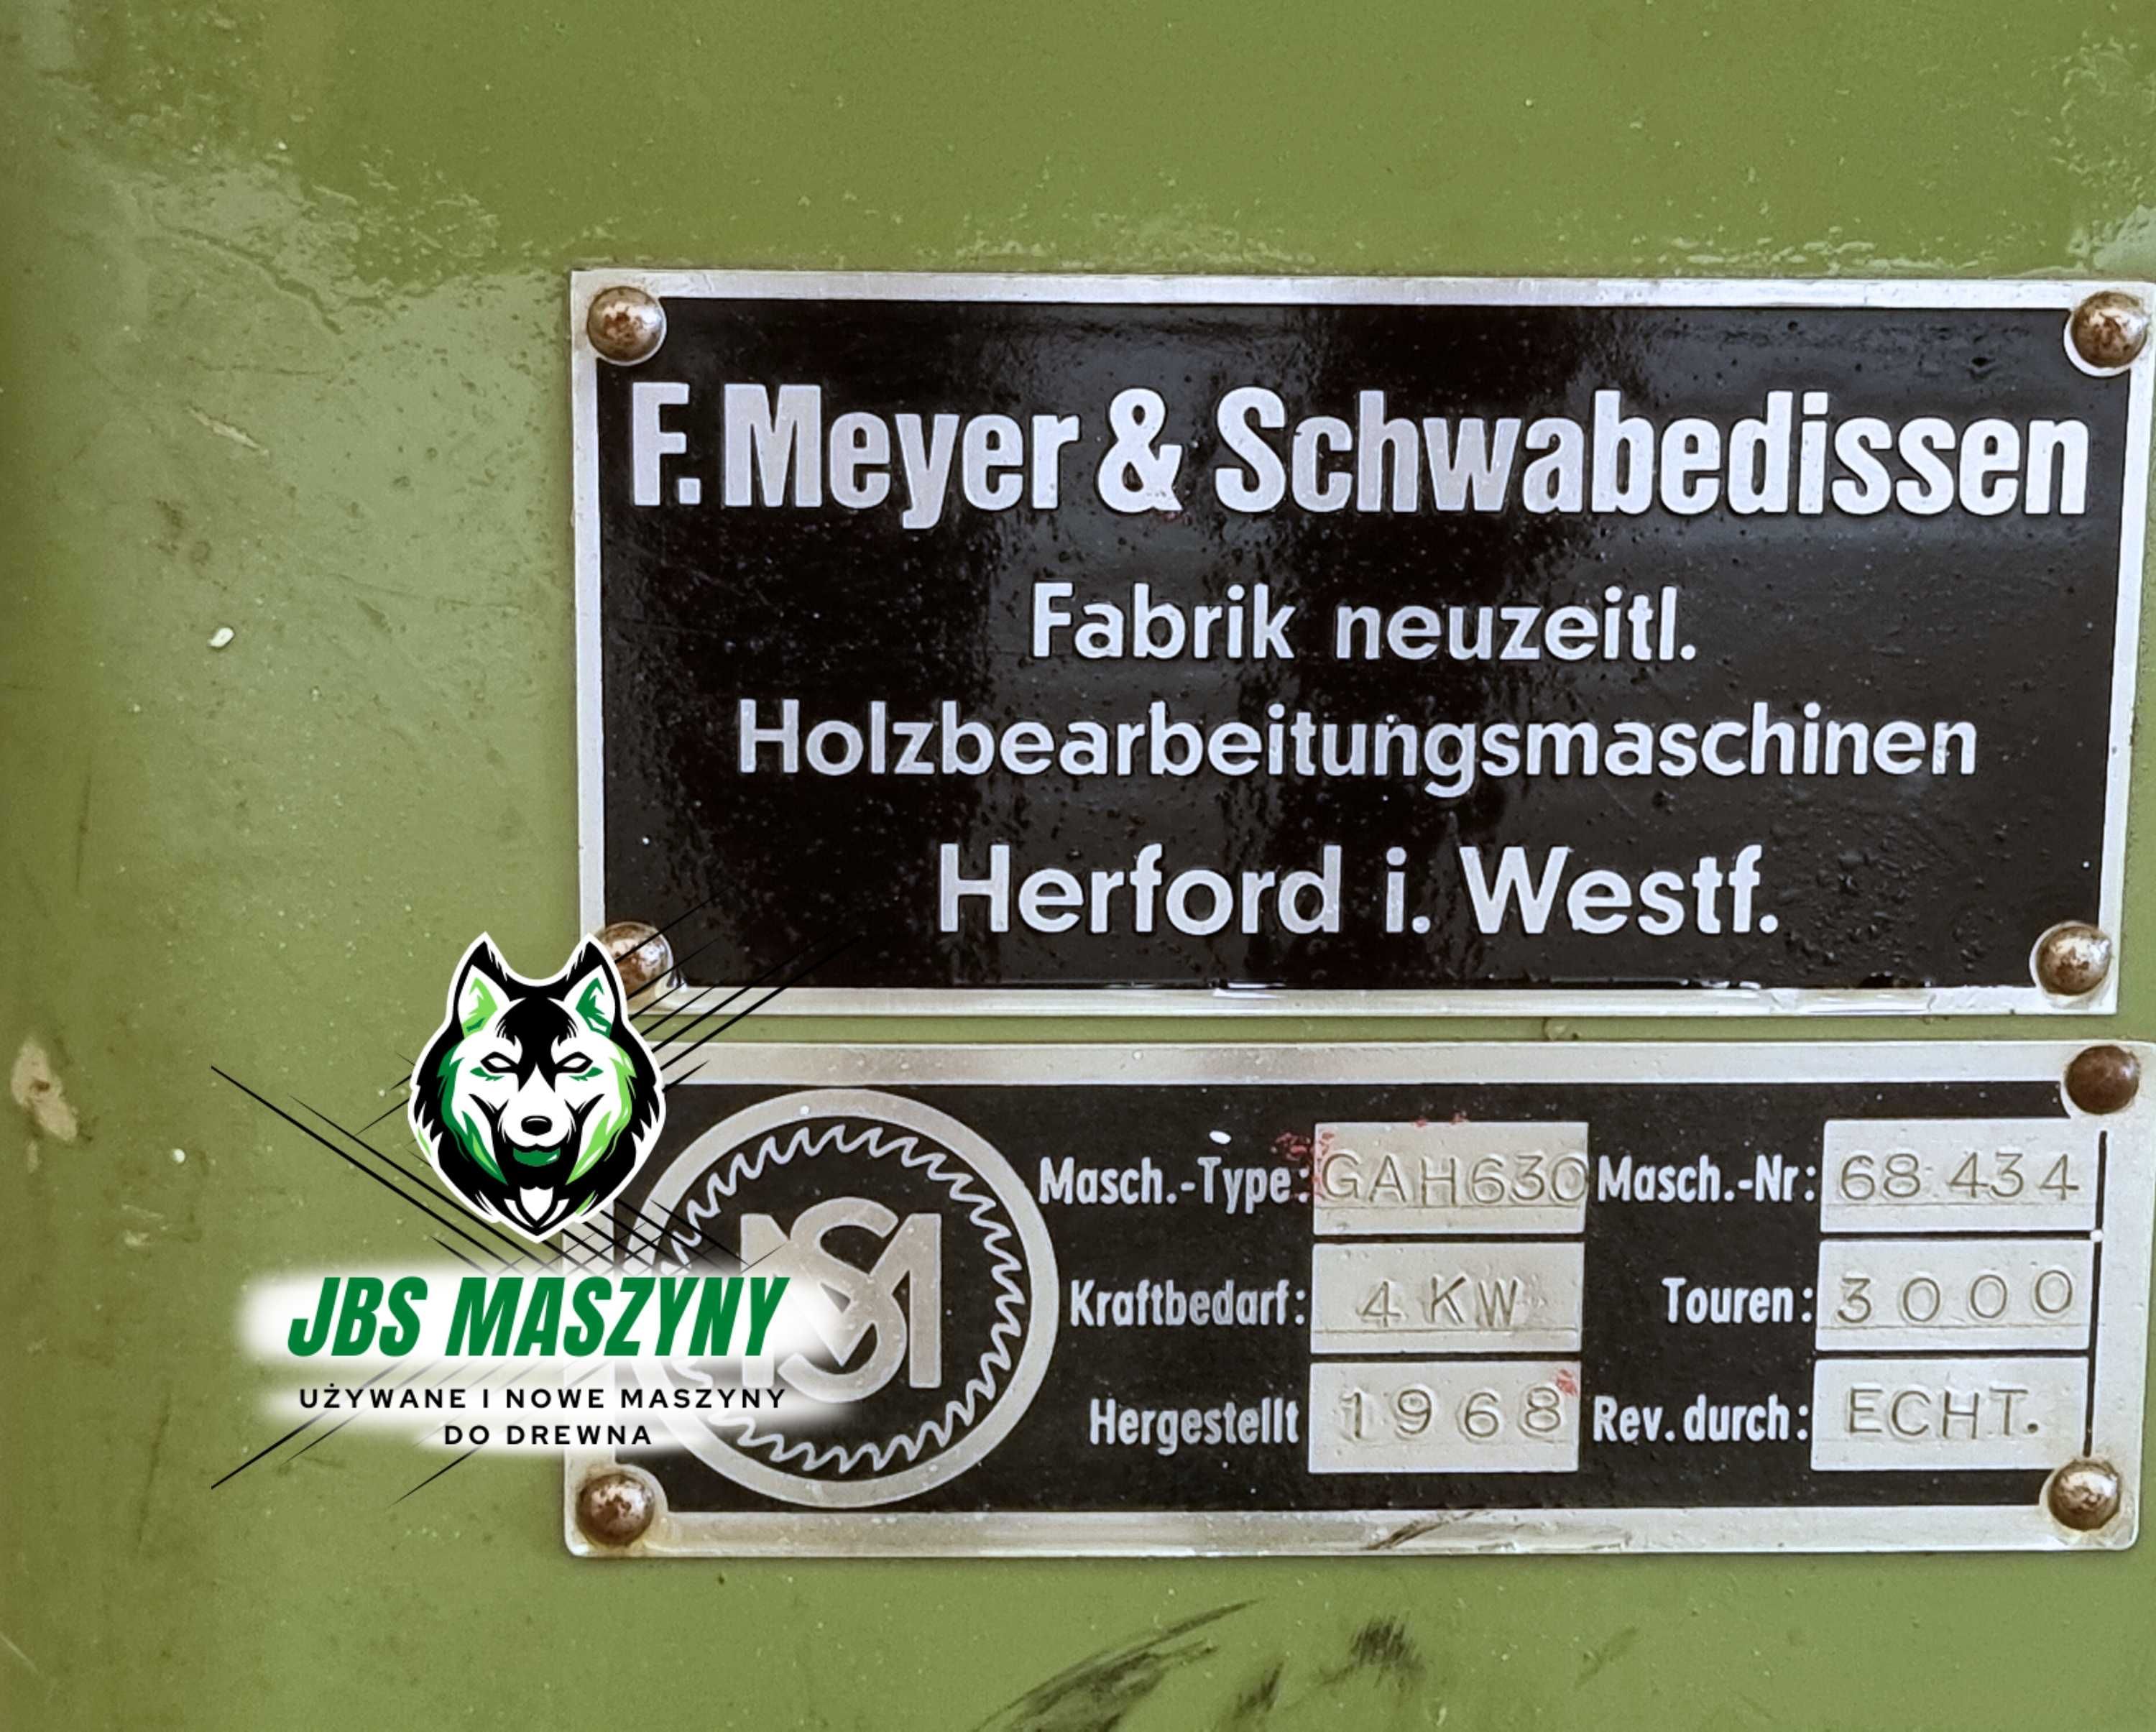 F. Meyer & Schwabedissen
Fabrik neuzeitl.
Holzbearbeitungsmaschinen
Herford i. Westf.
MS
Masch.-Type: GAH630 Masch.-Nr: 68 434
Kraftbedarf: 4 KW Touren: 3000
Hergestellt 1968 Rev. durch: ECHT.
JBS MASZYNY
UŻYWANE I NOWE MASZYNY
DO DREWNA